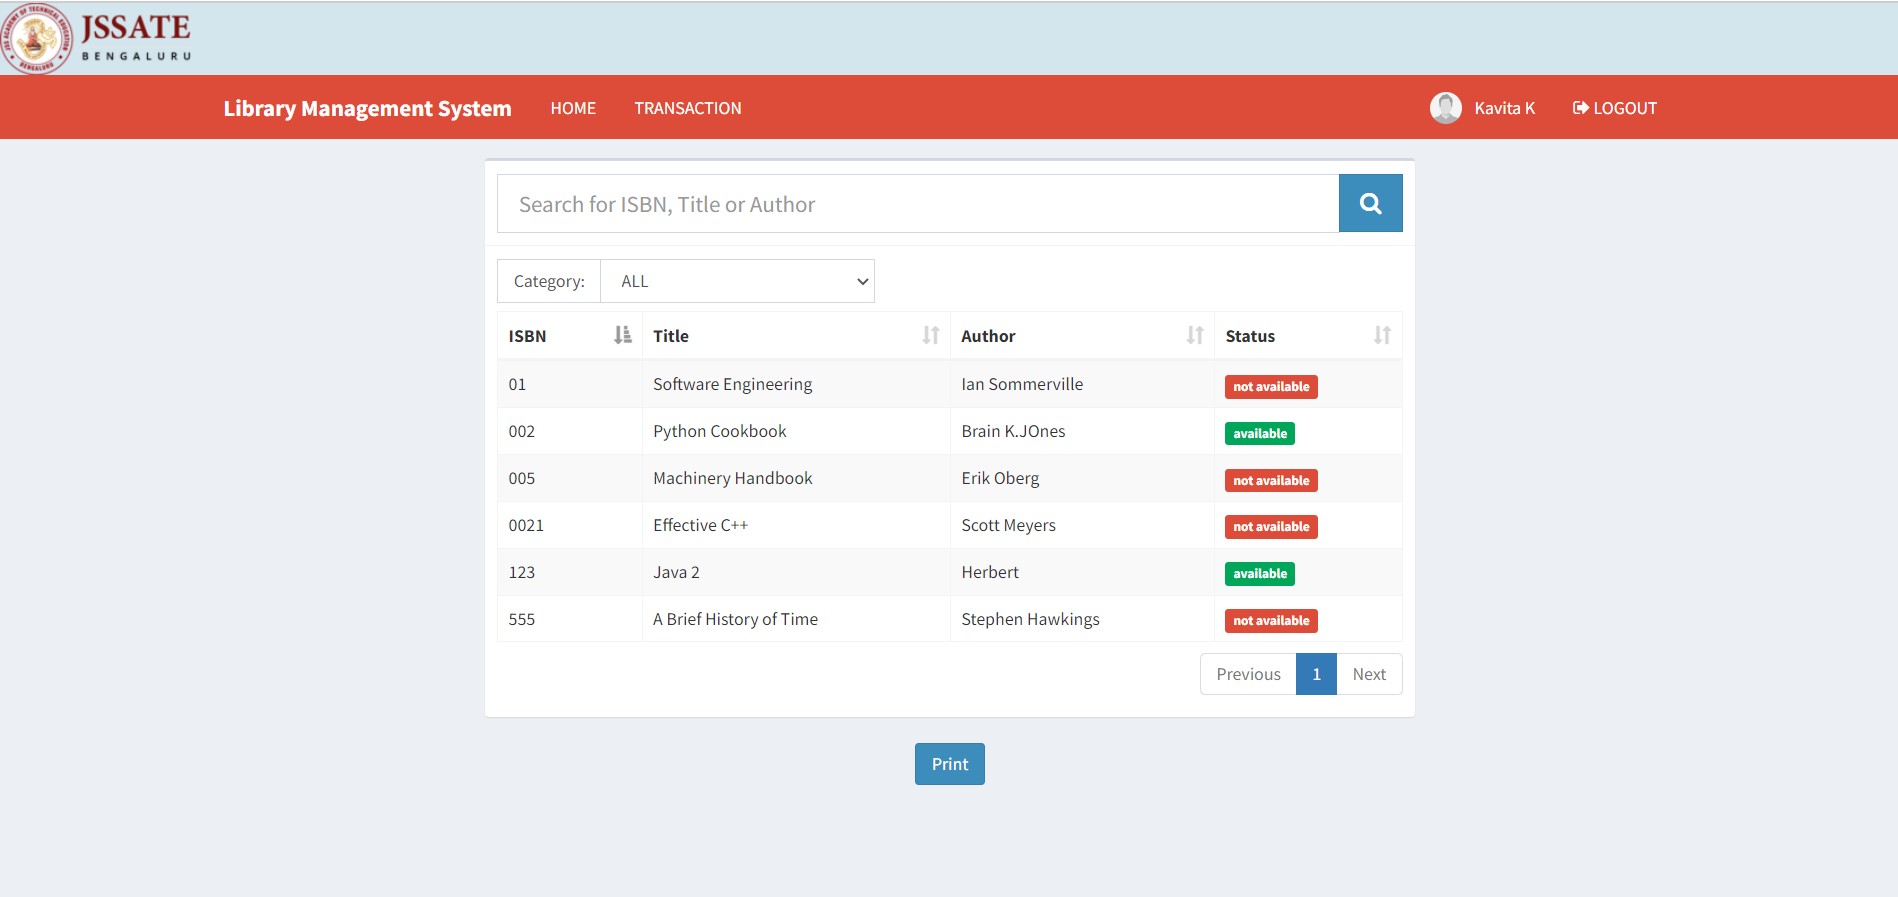 JSSATE
BENGALURU
Library Management System HOME TRANSACTION Kavita K LOGOUT
Search for ISBN, Title or Author
Category: ALL
ISBN Title Author Status
01 Software Engineering Ian Sommerville not available
002 Python Cookbook Brain K.JOnes available
005 Machinery Handbook Erik Oberg not available
0021 Effective C++ Scott Meyers not available
123 Java 2 Herbert available
555 A Brief History of Time Stephen Hawkings not available
Previous 1 Next
Print